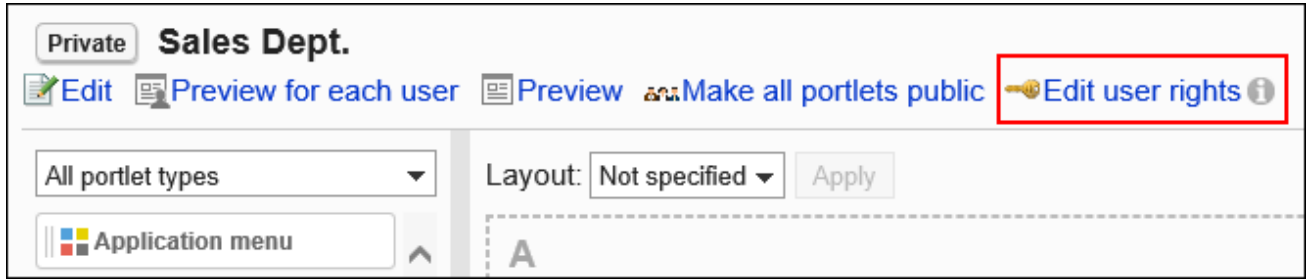 Private Sales Dept.
Edit Preview for each user Preview Make all portlets public Edit user rights
All portlet types Layout: Not specified Apply
Application menu A